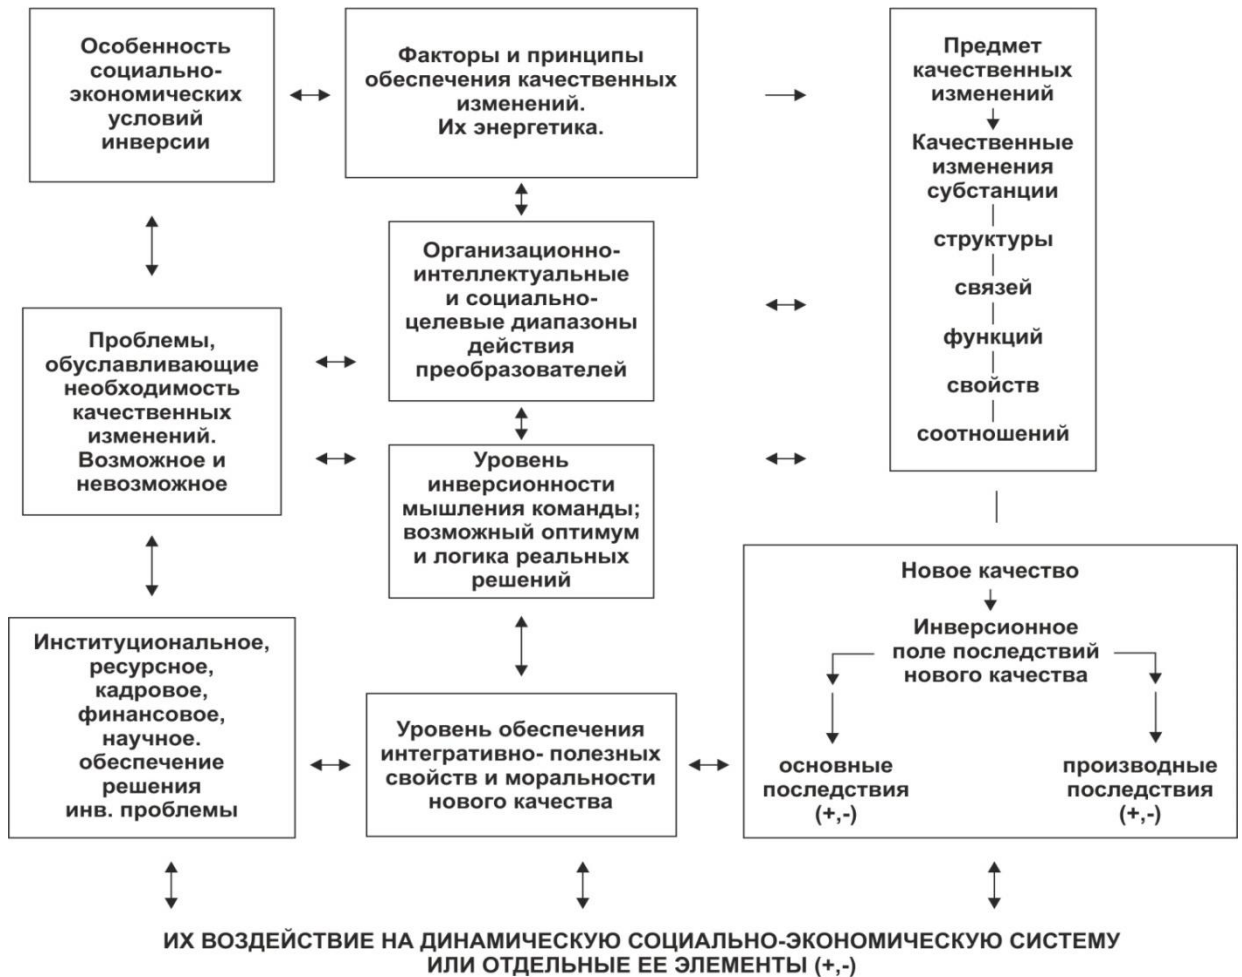 Особенность
социально-
экономических
условий
инверсии
Факторы и принципы
обеспечения качественных
изменений.
Их энергетика.
Предмет
качественных
изменений
Качественные
изменения
субстанции
структуры
связей
функций
свойств
соотношений
Организационно-
интеллектуальные
и социально-
целевые диапазоны
действия
преобразователей
Проблемы,
обуславливающие
необходимость
качественных
изменений.
Возможное и
невозможное
Уровень
инверсионности
мышления команды;
возможный оптимум
и логика реальных
решений
Новое качество
Инверсионное
поле последствий
нового качества
основные
последствия
(+,-)
производные
последствия
(+,-)
Институциональное,
ресурсное,
кадровое,
финансовое,
научное.
обеспечение
решения
инв. проблемы
Уровень обеспечения
интегративно- полезных
свойств и моральности
нового качества
ИХ ВОЗДЕЙСТВИЕ НА ДИНАМИЧЕСКУЮ СОЦИАЛЬНО-ЭКОНОМИЧЕСКУЮ СИСТЕМУ
ИЛИ ОТДЕЛЬНЫЕ ЕЕ ЭЛЕМЕНТЫ (+,-)